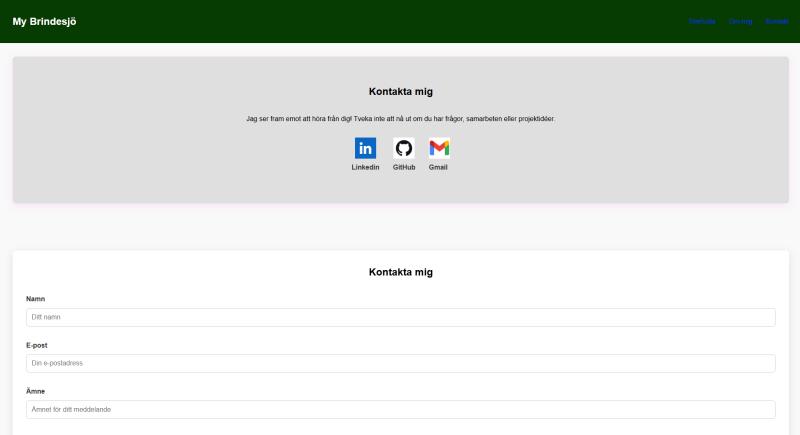 My Brindesjö
Startsida Om mig Kontakt
Kontakta mig
Jag ser fram emot att höra från dig! Tveka inte att nå ut om du har frågor, samarbeten eller projektidéer.
in
Linkedin GitHub Gmail
Kontakta mig
Namn
Ditt namn
E-post
Din e-postadress
Ämne
Ämnet för ditt meddelande